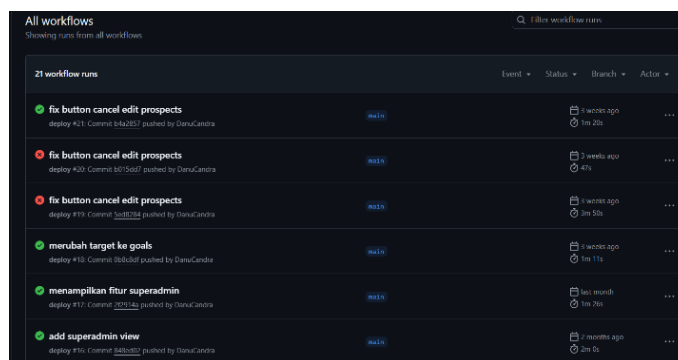 All workflows
Filter workflow runs
Showing runs from all workflows
21 workflow runs
Event Status Branch Actor
fix button cancel edit prospects
deploy #21: Commit b4a2857 pushed by DanuCandra
main
3 weeks ago
1m 20s
fix button cancel edit prospects
deploy #20: Commit b015dd7 pushed by DanuCandra
main
3 weeks ago
47s
fix button cancel edit prospects
deploy #19: Commit 5ed8284 pushed by DanuCandra
main
3 weeks ago
3m 50s
merubah target ke goals
deploy #18: Commit 0b8c8df pushed by DanuCandra
main
3 weeks ago
1m 11s
menampilkan fitur superadmin
deploy #17: Commit 2f2914a pushed by DanuCandra
main
last month
1m 26s
add superadmin view
deploy #16: Commit 848ed02 pushed by DanuCandra
main
2 months ago
2m 0s